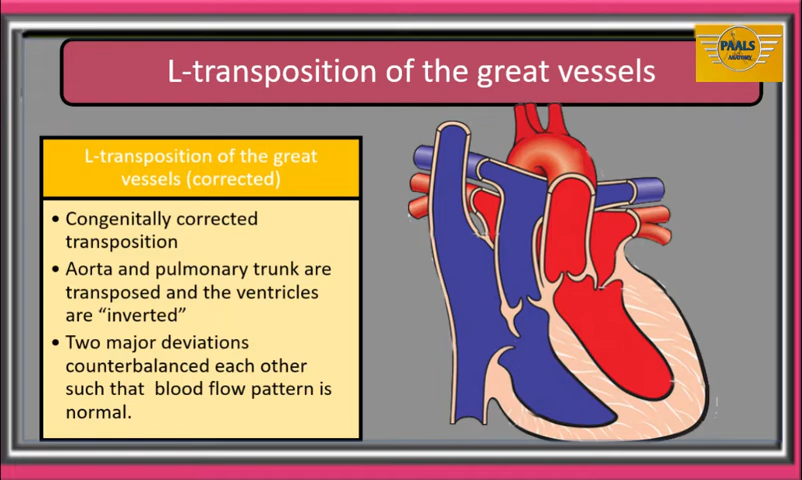 PAALS
ANATOMY
L-transposition of the great vessels
L-transposition of the great
vessels (corrected)
• Congenitally corrected
transposition
• Aorta and pulmonary trunk are
transposed and the ventricles
are “inverted”
• Two major deviations
counterbalanced each other
such that blood flow pattern is
normal.